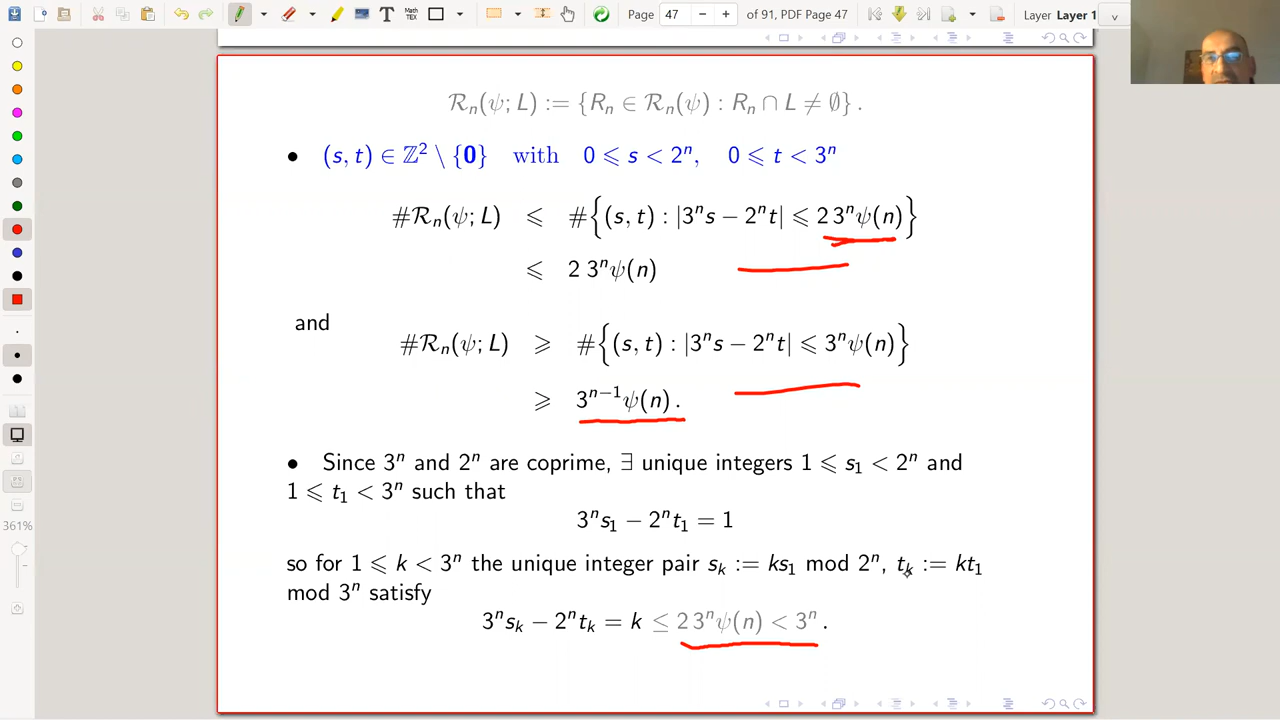 Page 47 of 91, PDF Page 47 Layer Layer 1
T MATH TEX
361%
ℛₙ(ψ; L) := {Rₙ ∈ ℛₙ(ψ) : Rₙ ∩ L ≠ ∅} .
• (s, t) ∈ ℤ² \ {0} with 0 ⩽ s < 2ⁿ, 0 ⩽ t < 3ⁿ
#ℛₙ(ψ; L) ⩽ #{(s, t) : |3ⁿs − 2ⁿt| ⩽ 2 3ⁿψ(n)}
⩽ 2 3ⁿψ(n)
and
#ℛₙ(ψ; L) ⩾ #{(s, t) : |3ⁿs − 2ⁿt| ⩽ 3ⁿψ(n)}
⩾ 3ⁿ⁻¹ψ(n) .
• Since 3ⁿ and 2ⁿ are coprime, ∃ unique integers 1 ⩽ s₁ < 2ⁿ and
1 ⩽ t₁ < 3ⁿ such that
3ⁿs₁ − 2ⁿt₁ = 1
so for 1 ⩽ k < 3ⁿ the unique integer pair sₖ := ks₁ mod 2ⁿ, tₖ := kt₁
mod 3ⁿ satisfy
3ⁿsₖ − 2ⁿtₖ = k ≤ 2 3ⁿψ(n) < 3ⁿ .